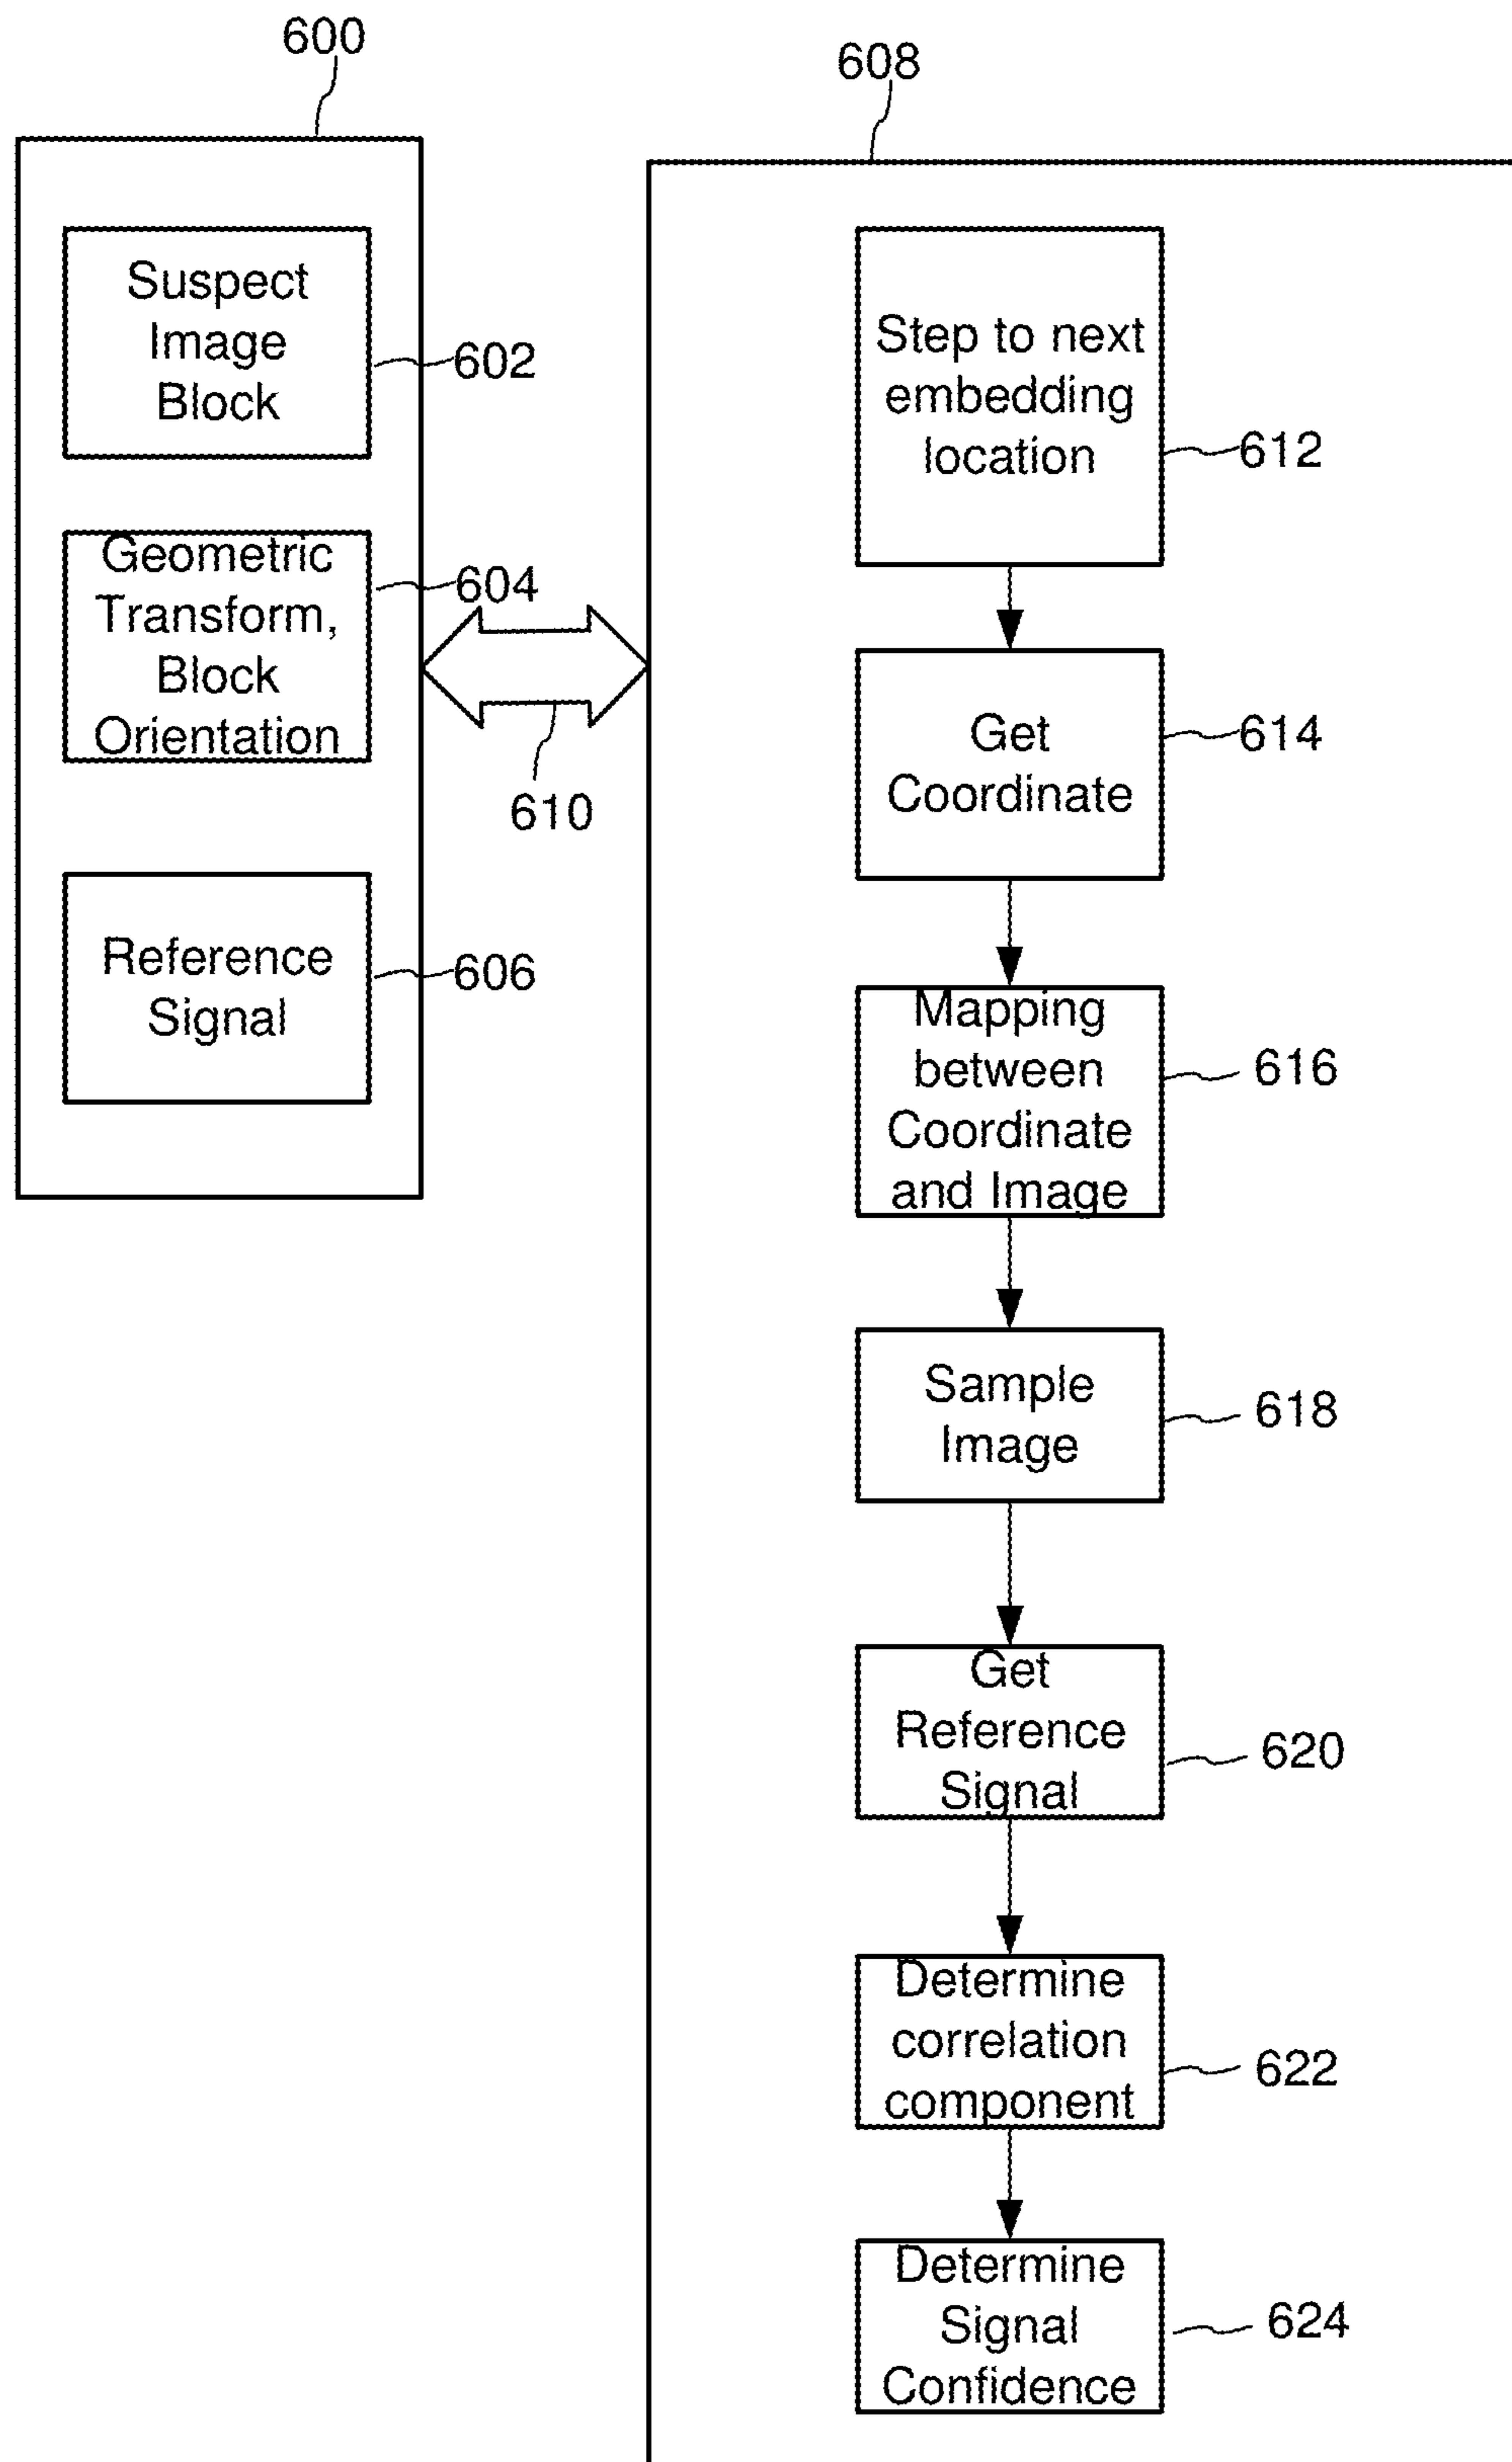 600
608
Suspect
Image
Block
602
Geometric
Transform,
Block
Orientation
604
Reference
Signal
606
610
Step to next
embedding
location
612
Get
Coordinate
614
Mapping
between
Coordinate
and Image
616
Sample
Image
618
Get
Reference
Signal
620
Determine
correlation
component
622
Determine
Signal
Confidence
624